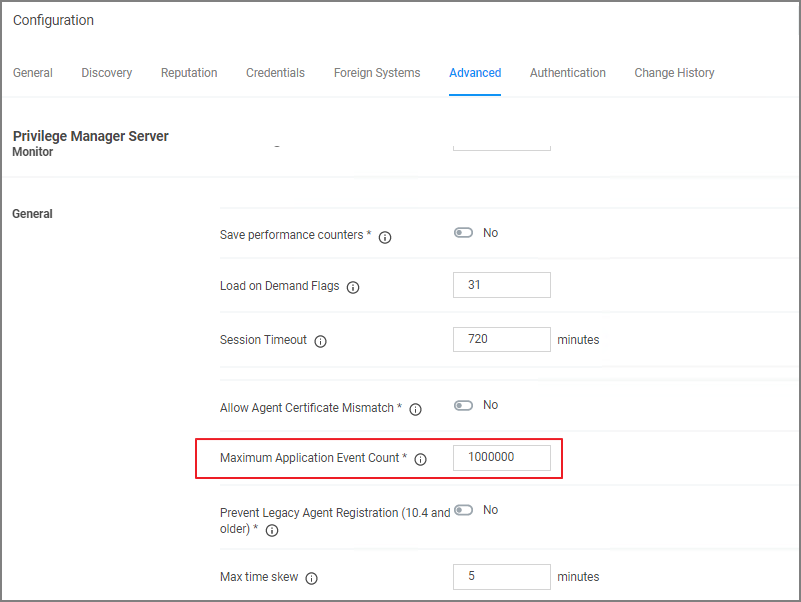 Configuration
General Discovery Reputation Credentials Foreign Systems Advanced Authentication Change History
Privilege Manager Server
Monitor
General
Save performance counters * No
Load on Demand Flags 31
Session Timeout 720 minutes
Allow Agent Certificate Mismatch * No
Maximum Application Event Count * 1000000
Prevent Legacy Agent Registration (10.4 and No
older) *
Max time skew 5 minutes